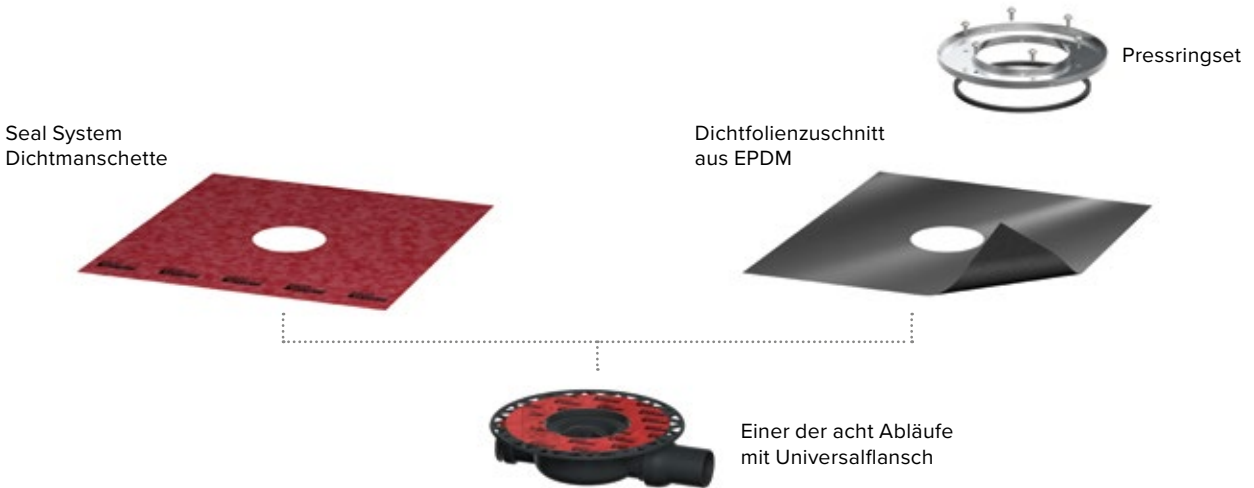 Pressringset
Seal System
Dichtmanschette
Dichtfolienzuschnitt
aus EPDM
Einer der acht Abläufe
mit Universalflansch